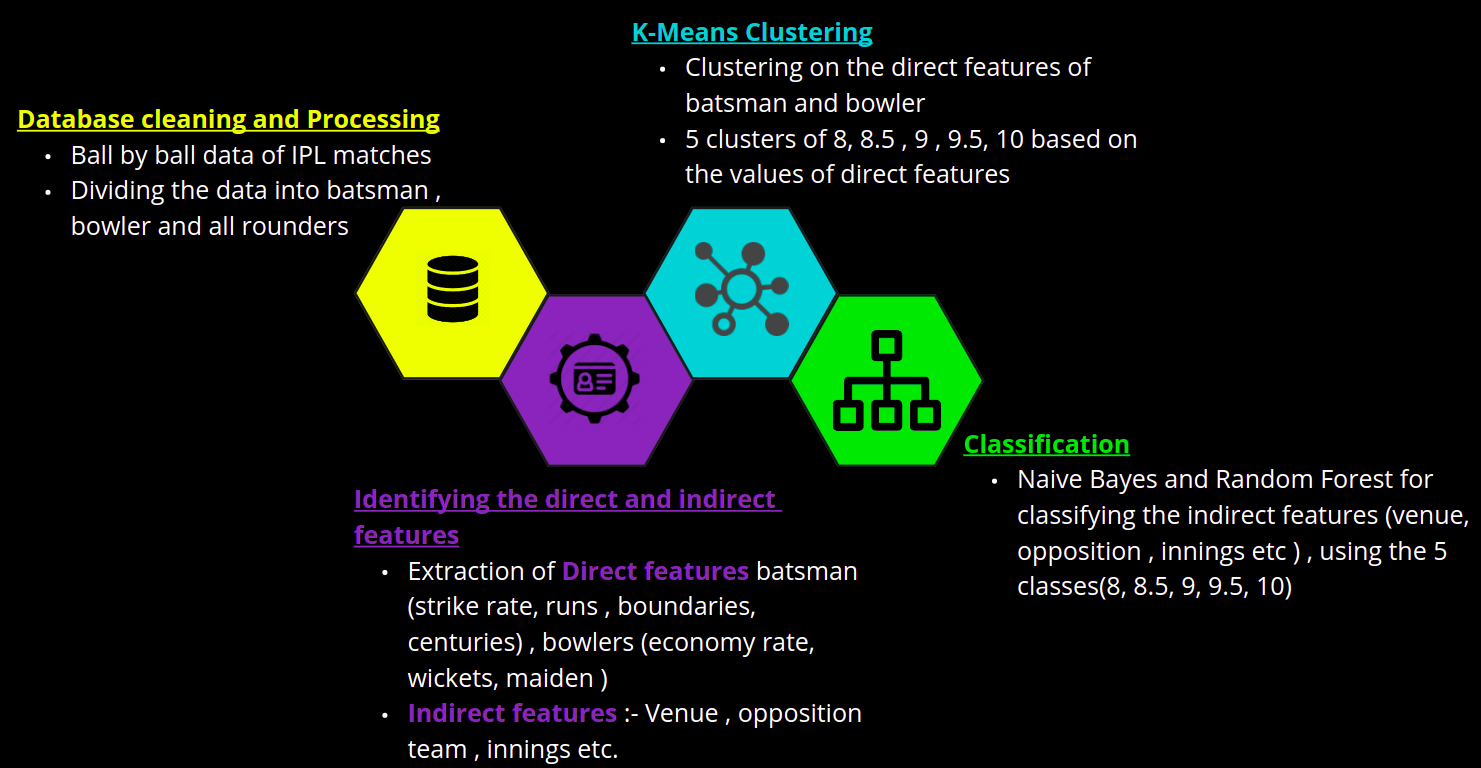 Database cleaning and Processing
• Ball by ball data of IPL matches
• Dividing the data into batsman ,
bowler and all rounders
Identifying the direct and indirect
features
• Extraction of Direct features batsman
(strike rate, runs , boundaries,
centuries) , bowlers (economy rate,
wickets, maiden )
• Indirect features :- Venue , opposition
team , innings etc.
K-Means Clustering
• Clustering on the direct features of
batsman and bowler
• 5 clusters of 8, 8.5 , 9 , 9.5, 10 based on
the values of direct features
Classification
• Naive Bayes and Random Forest for
classifying the indirect features (venue,
opposition , innings etc ) , using the 5
classes(8, 8.5, 9, 9.5, 10)